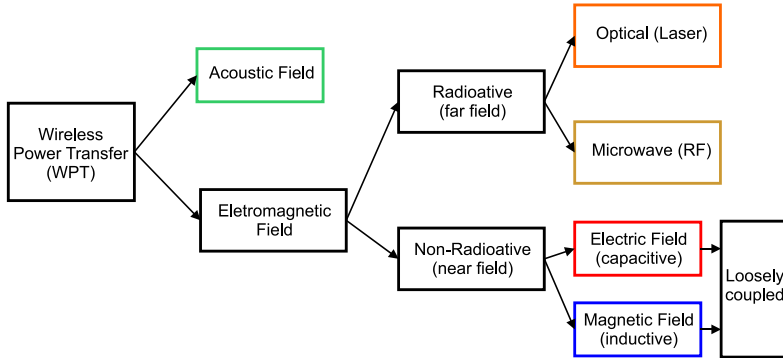 Wireless
Power Transfer
(WPT)
Acoustic Field
Eletromagnetic
Field
Radioative
(far field)
Non-Radioative
(near field)
Optical (Laser)
Microwave (RF)
Electric Field
(capacitive)
Magnetic Field
(inductive)
Loosely
coupled